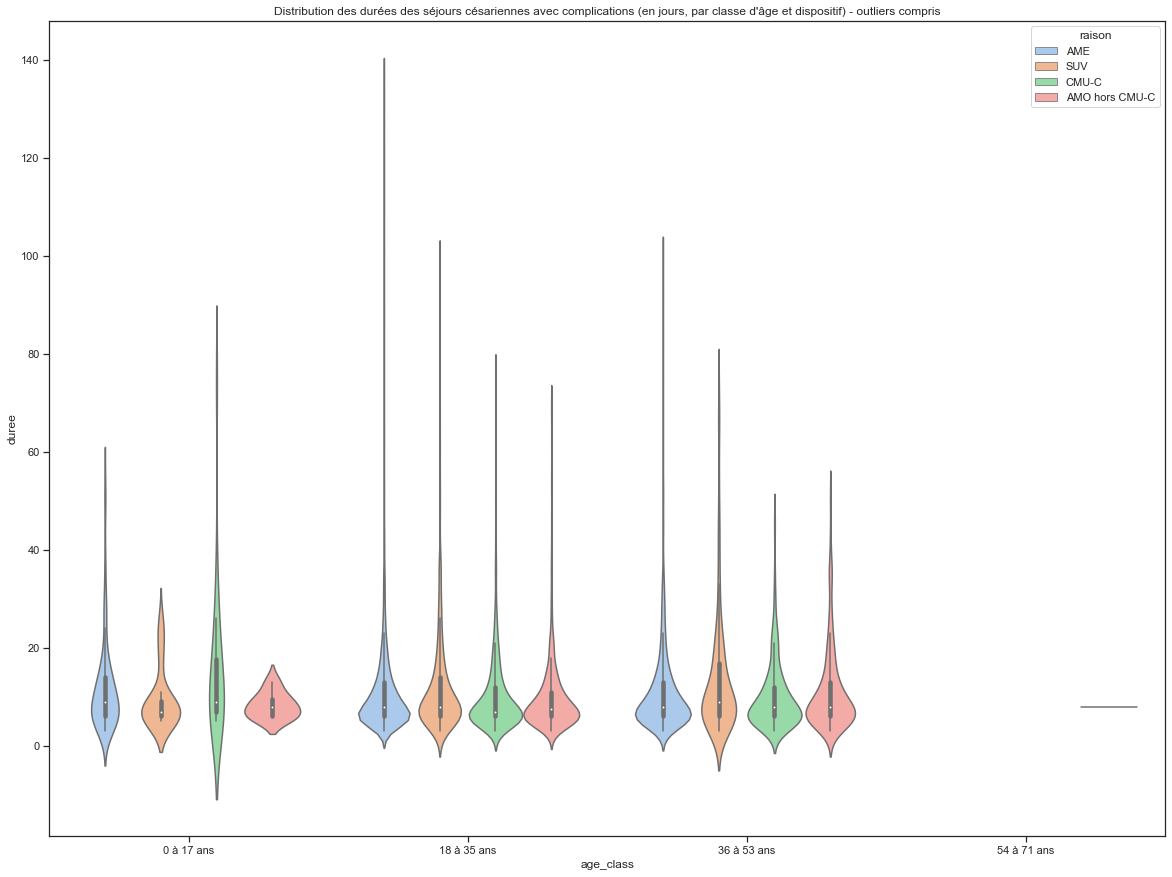 Distribution des durées des séjours césariennes avec complications (en jours, par classe d'âge et dispositif) - outliers compris
raison
AME
SUV
CMU-C
AMO hors CMU-C
140
120
100
80
60
40
20
0
duree
0 à 17 ans
18 à 35 ans
36 à 53 ans
54 à 71 ans
age_class